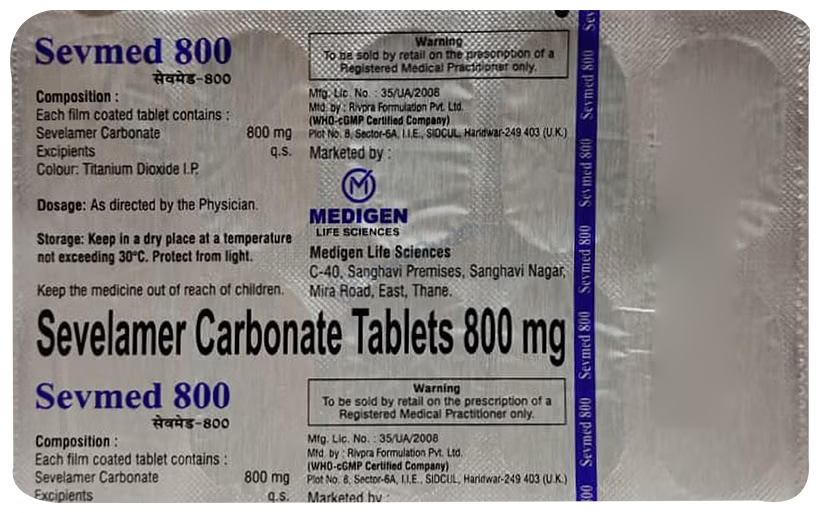 Sevmed 800
सेवमेड-800
Composition :
Each film coated tablet contains :
Sevelamer Carbonate 800 mg
Excipients q.s.
Colour: Titanium Dioxide I.P.
Dosage: As directed by the Physician.
Storage: Keep in a dry place at a temperature
not exceeding 30°C. Protect from light.
Keep the medicine out of reach of children.
Warning
To be sold by retail on the prescription of a
Registered Medical Practitioner only.
Mfg. Lic. No. : 35/UA/2008
Mfd. by : Rivpra Formulation Pvt. Ltd.
(WHO-cGMP Certified Company)
Plot No. 8, Sector-6A, I.I.E., SIDCUL, Haridwar-249 403 (U.K.)
Marketed by :
MEDIGEN
LIFE SCIENCES
Medigen Life Sciences
C-40, Sanghavi Premises, Sanghavi Nagar,
Mira Road, East, Thane.
Sevelamer Carbonate Tablets 800 mg
Sevmed 800
सेवमेड-800
Composition :
Each film coated tablet contains :
Sevelamer Carbonate 800 mg
Excipients q.s.
Warning
To be sold by retail on the prescription of a
Registered Medical Practitioner only.
Mfg. Lic. No. : 35/UA/2008
Mfd. by : Rivpra Formulation Pvt. Ltd.
(WHO-cGMP Certified Company)
Plot No. 8, Sector-6A, I.I.E., SIDCUL, Haridwar-249 403 (U.K.)
Marketed by :
Sev
Sevmed 800
Sevmed 800
Sevmed 800
Sevmed 800
Sevmed 800
00